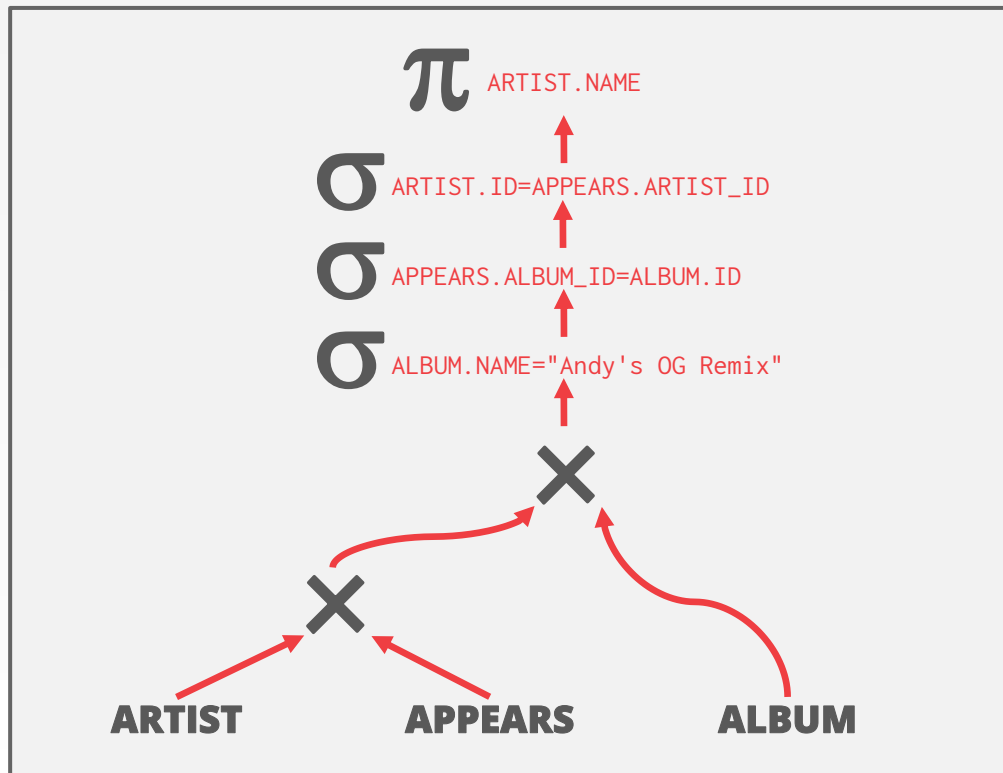 π ARTIST.NAME
σ ARTIST.ID=APPEARS.ARTIST_ID
σ APPEARS.ALBUM_ID=ALBUM.ID
σ ALBUM.NAME="Andy's OG Remix"
×
×
ARTIST APPEARS ALBUM